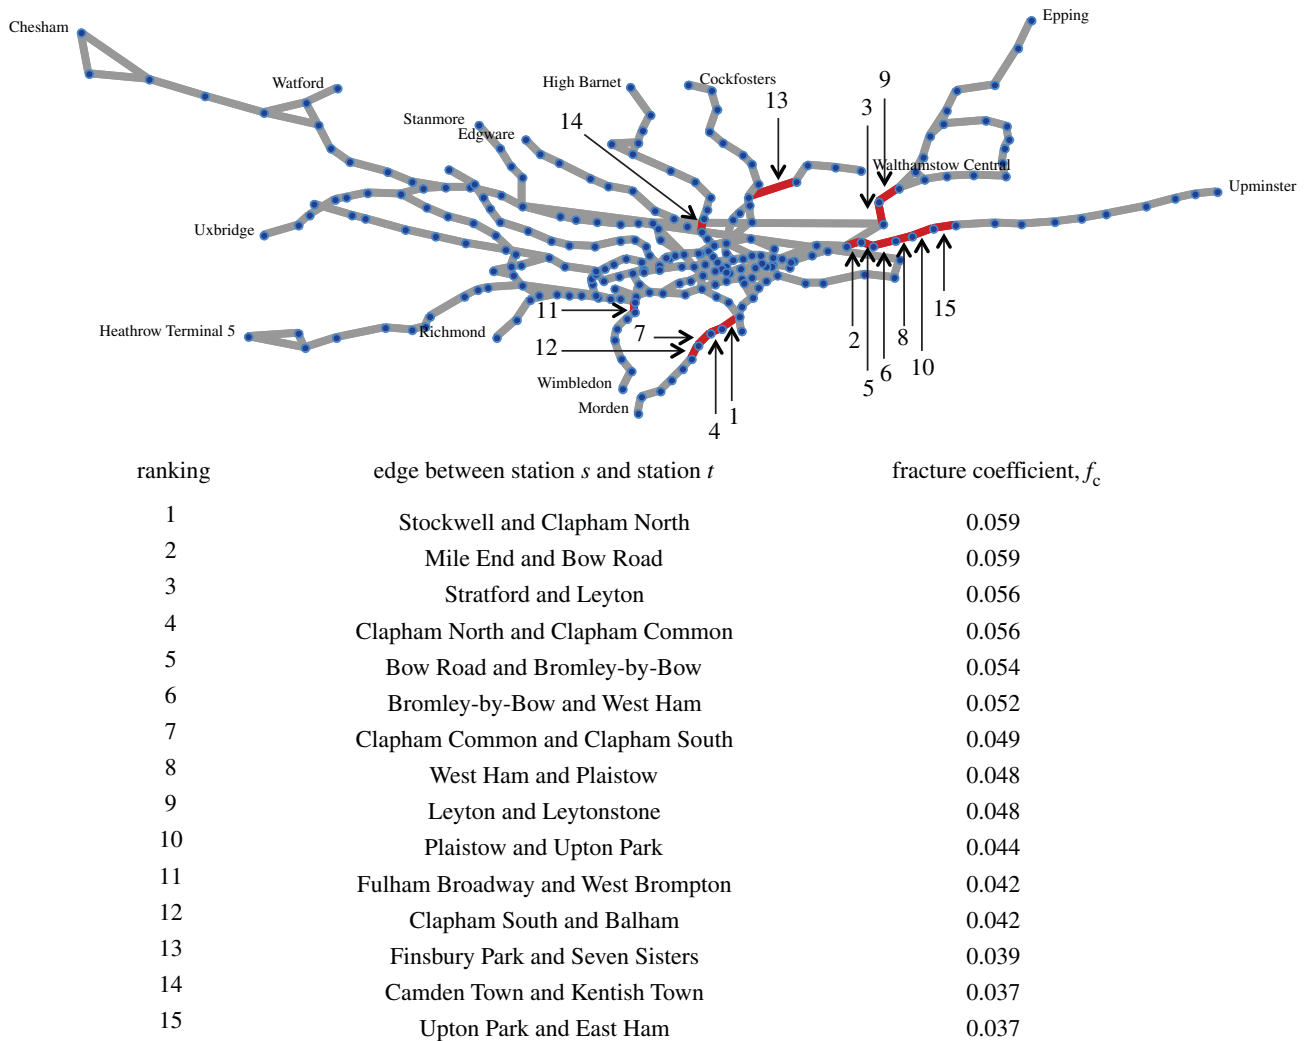 Chesham
Epping
Watford
High Barnet
Cockfosters
9
13
3
Stanmore
14
Edgware
Walthamstow Central
Upminster
Uxbridge
11
15
Heathrow Terminal 5
Richmond
7
2
8
12
10
6
5
Wimbledon
Morden
1
4
ranking edge between station s and station t fracture coefficient, fc
1 Stockwell and Clapham North 0.059
2 Mile End and Bow Road 0.059
3 Stratford and Leyton 0.056
4 Clapham North and Clapham Common 0.056
5 Bow Road and Bromley-by-Bow 0.054
6 Bromley-by-Bow and West Ham 0.052
7 Clapham Common and Clapham South 0.049
8 West Ham and Plaistow 0.048
9 Leyton and Leytonstone 0.048
10 Plaistow and Upton Park 0.044
11 Fulham Broadway and West Brompton 0.042
12 Clapham South and Balham 0.042
13 Finsbury Park and Seven Sisters 0.039
14 Camden Town and Kentish Town 0.037
15 Upton Park and East Ham 0.037